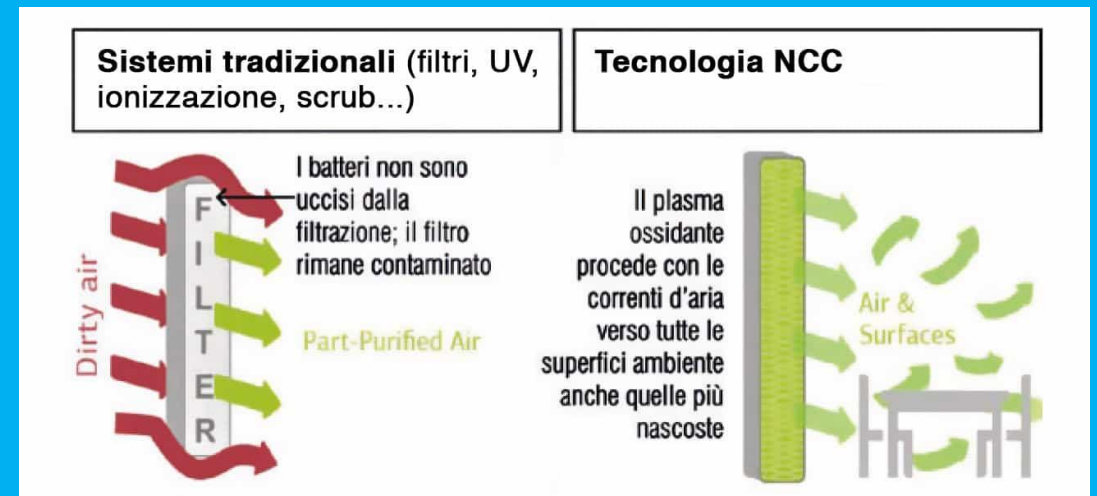 Sistemi tradizionali (filtri, UV,
ionizzazione, scrub...)
Tecnologia NCC
I batteri non sono
uccisi dalla
filtrazione; il filtro
rimane contaminato
Dirty air
FILTER
Part-Purified Air
Il plasma
ossidante
procede con le
correnti d'aria
verso tutte le
superfici ambiente
anche quelle più
nascoste
Air &
Surfaces